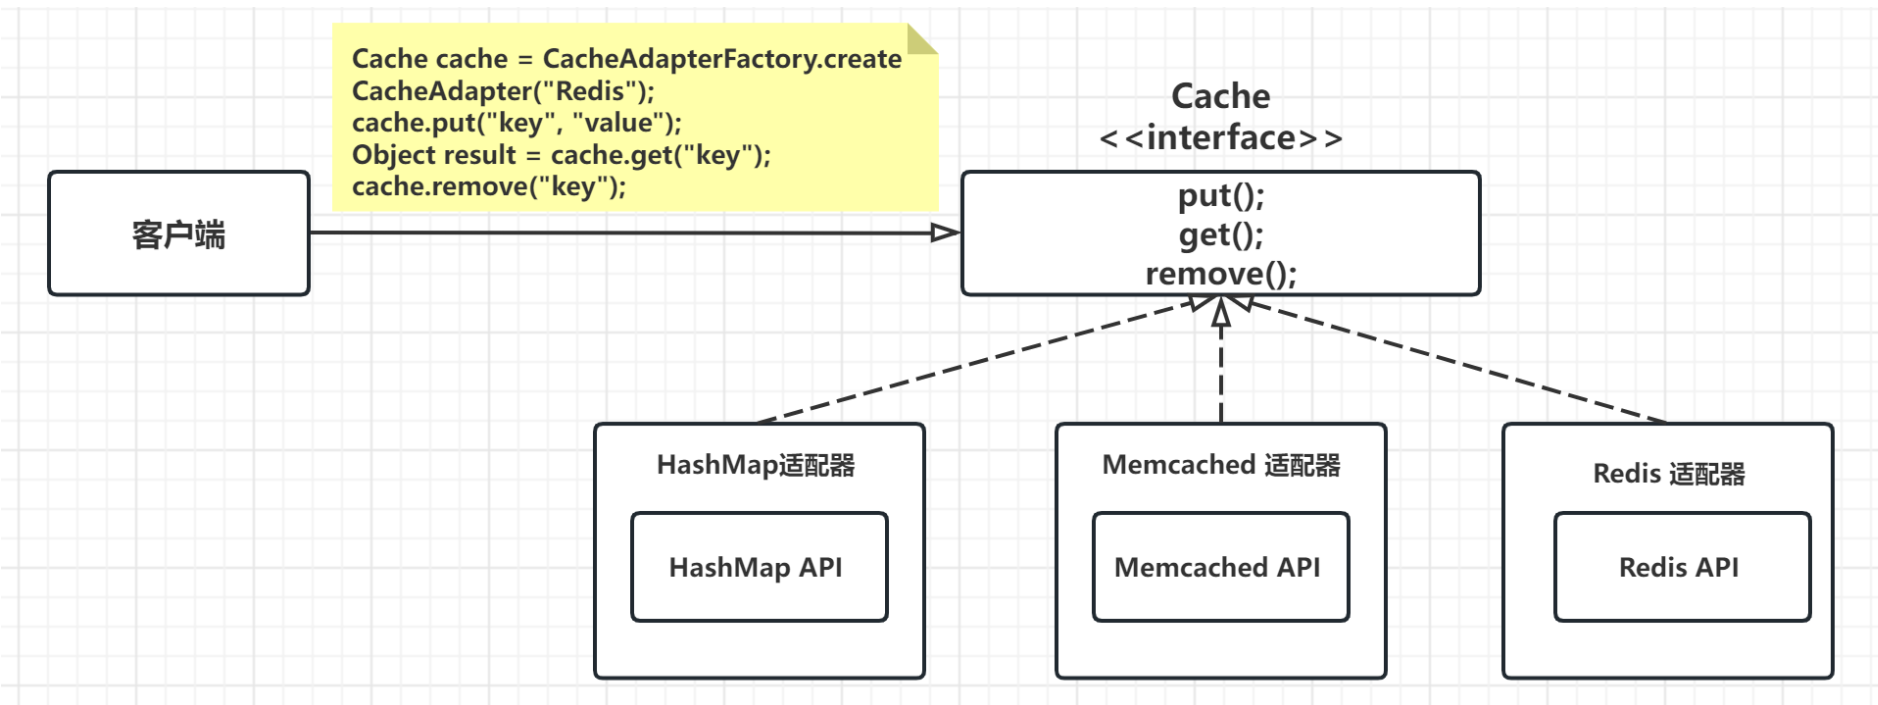 Cache cache = CacheAdapterFactory.create
CacheAdapter("Redis");
cache.put("key", "value");
Object result = cache.get("key");
cache.remove("key");
Cache
<<interface>>
客户端
put();
get();
remove();
HashMap适配器
Memcached 适配器
Redis 适配器
HashMap API
Memcached API
Redis API